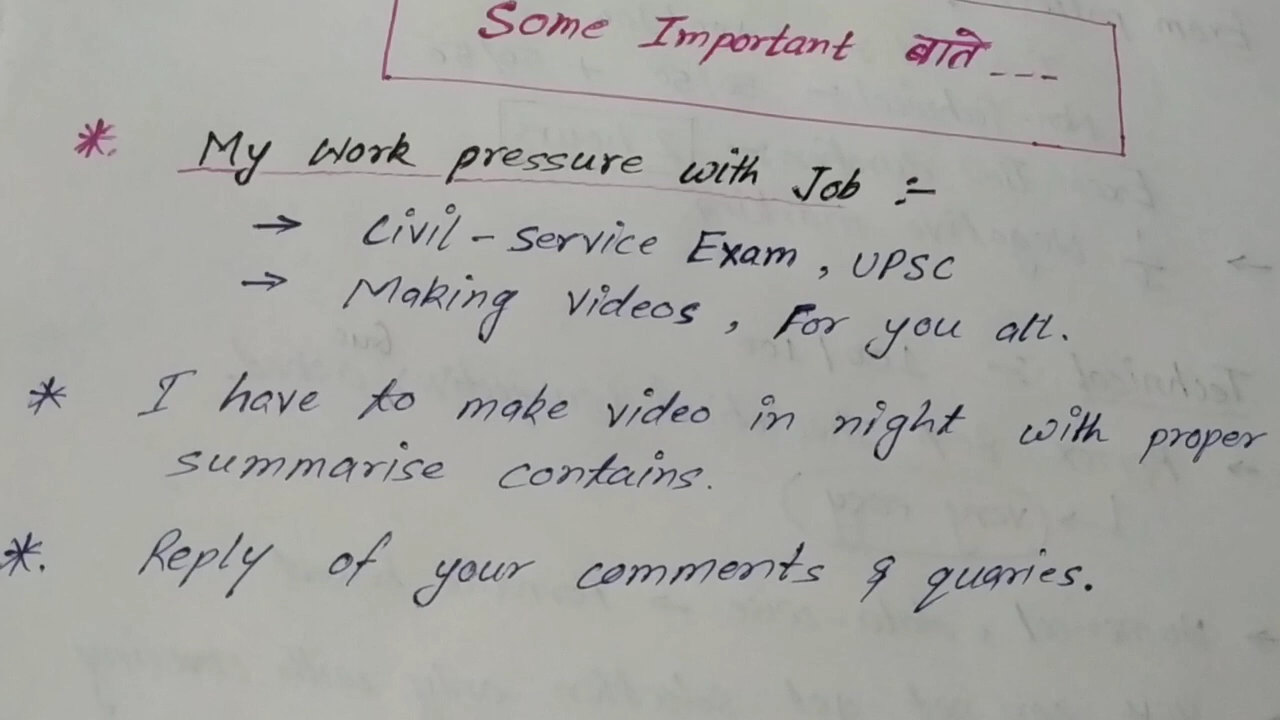 Some Important बाते---
*. My work pressure with Job :-
→ Civil-service Exam, UPSC
→ Making videos, For you all.
* I have to make video in night with proper
summarise contains.
*. Reply of your comments & quaries.